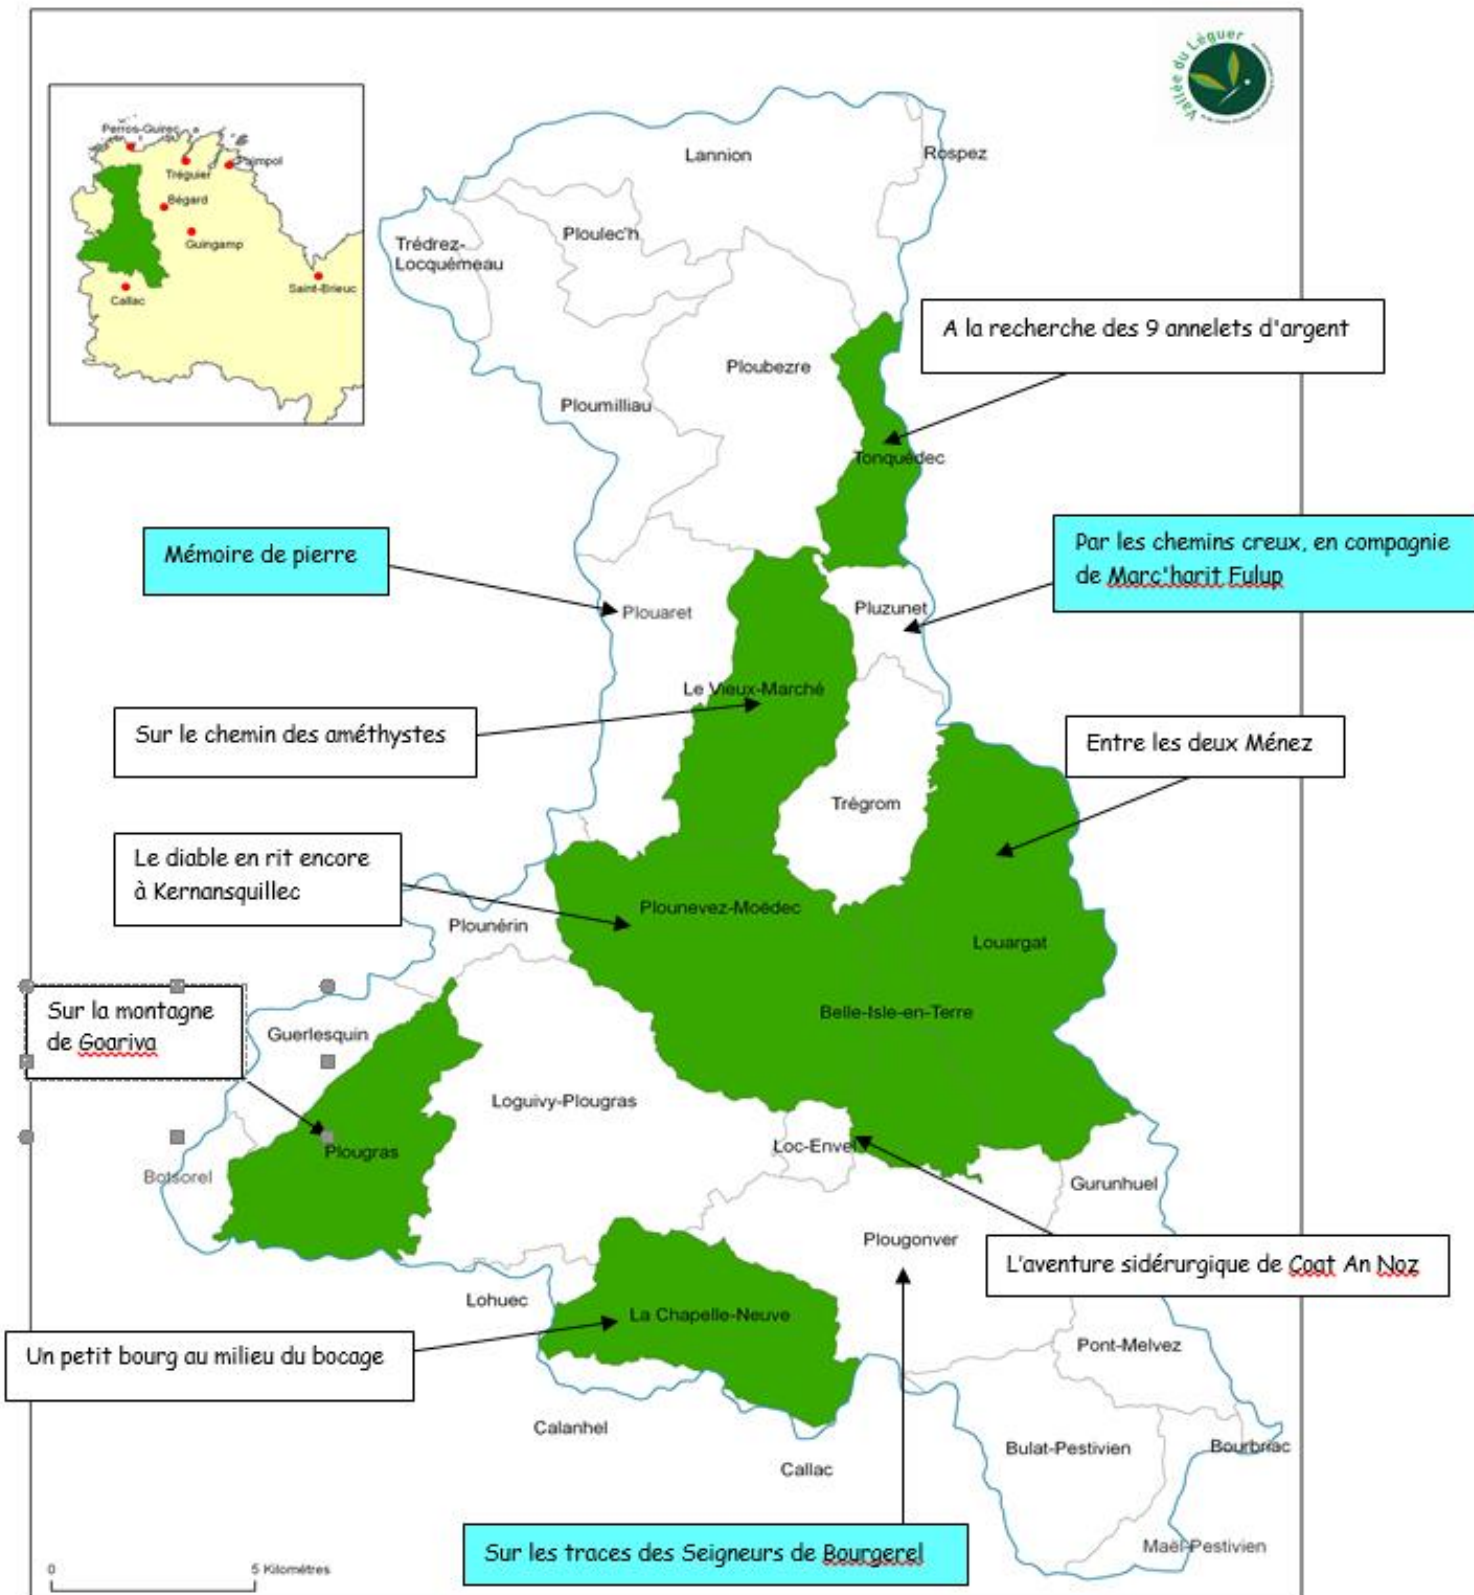 Vallée du Léguer
Perros-Guirec
Paimpol
Tréguier
Bégard
Guingamp
Saint-Brieuc
Callac
Lannion
Rospez
Ploulec'h
Trédrez-
Locquémeau
A la recherche des 9 annelets d'argent
Ploubezre
Ploumilliau
Tonquédec
Mémoire de pierre
Par les chemins creux, en compagnie
de Marc'harit Fulup
Plouaret
Pluzunet
Le Vieux-Marché
Sur le chemin des améthystes
Entre les deux Ménez
Trégrom
Le diable en rit encore
à Kernansquillec
Plounevez-Moëdec
Plounérin
Louargat
Sur la montagne
de Goariva
Belle-Isle-en-Terre
Guerlesquin
Loguivy-Plougras
Loc-Envel
Plougras
Botsorel
Gurunhuel
Plougonver
L'aventure sidérurgique de Coat An Noz
Lohuec
La Chapelle-Neuve
Un petit bourg au milieu du bocage
Pont-Melvez
Calanhel
Bulat-Pestivien
Bourbriac
Callac
Maël-Pestivien
Sur les traces des Seigneurs de Bourgerel
0 5 Kilomètres